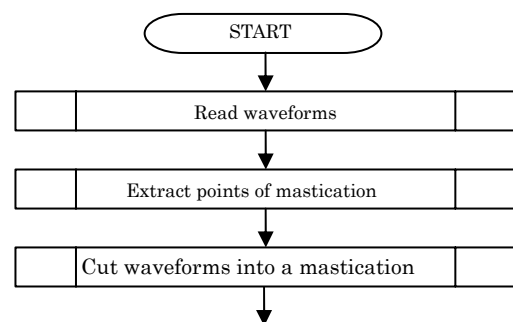 START
Read waveforms
Extract points of mastication
Cut waveforms into a mastication